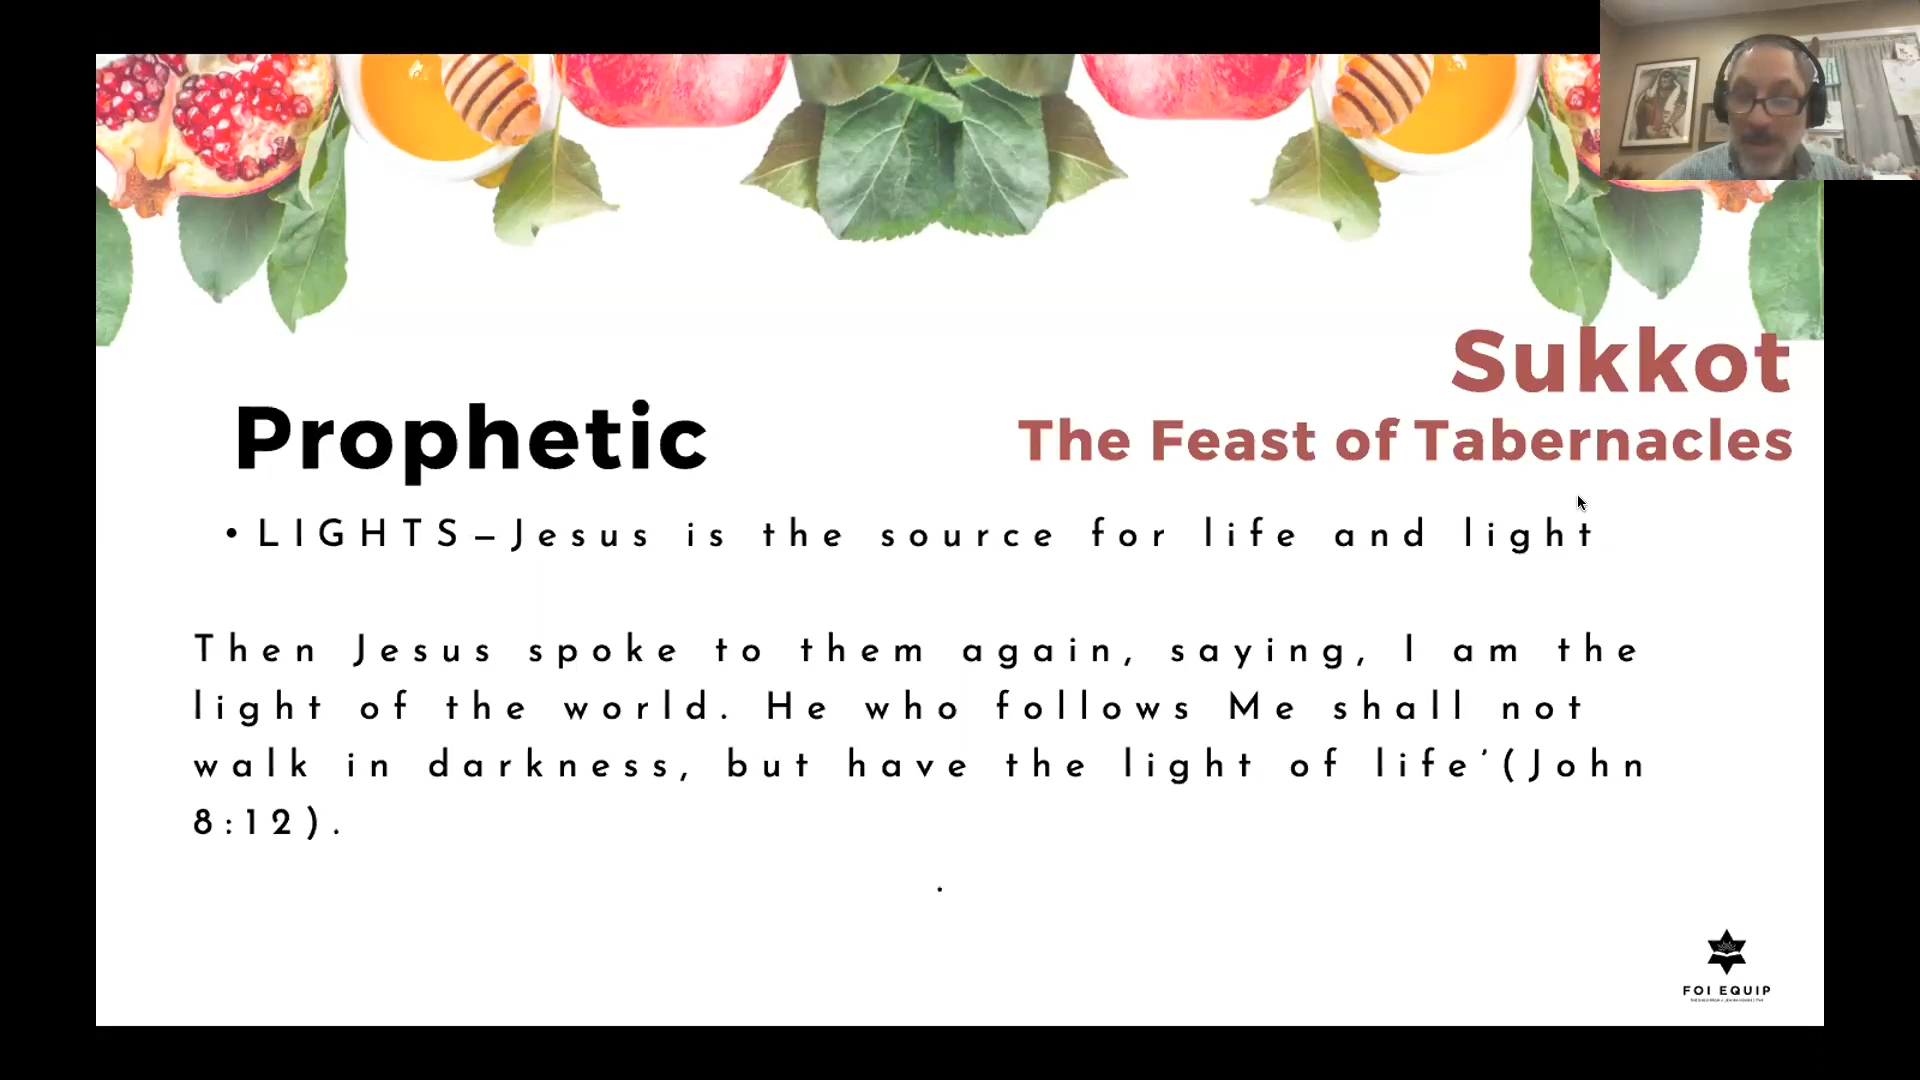 Sukkot
Prophetic
The Feast of Tabernacles
• LIGHTS–Jesus is the source for life and light
Then Jesus spoke to them again, saying, I am the
light of the world. He who follows Me shall not
walk in darkness, but have the light of life’(John
8:12).
.
FOI EQUIP